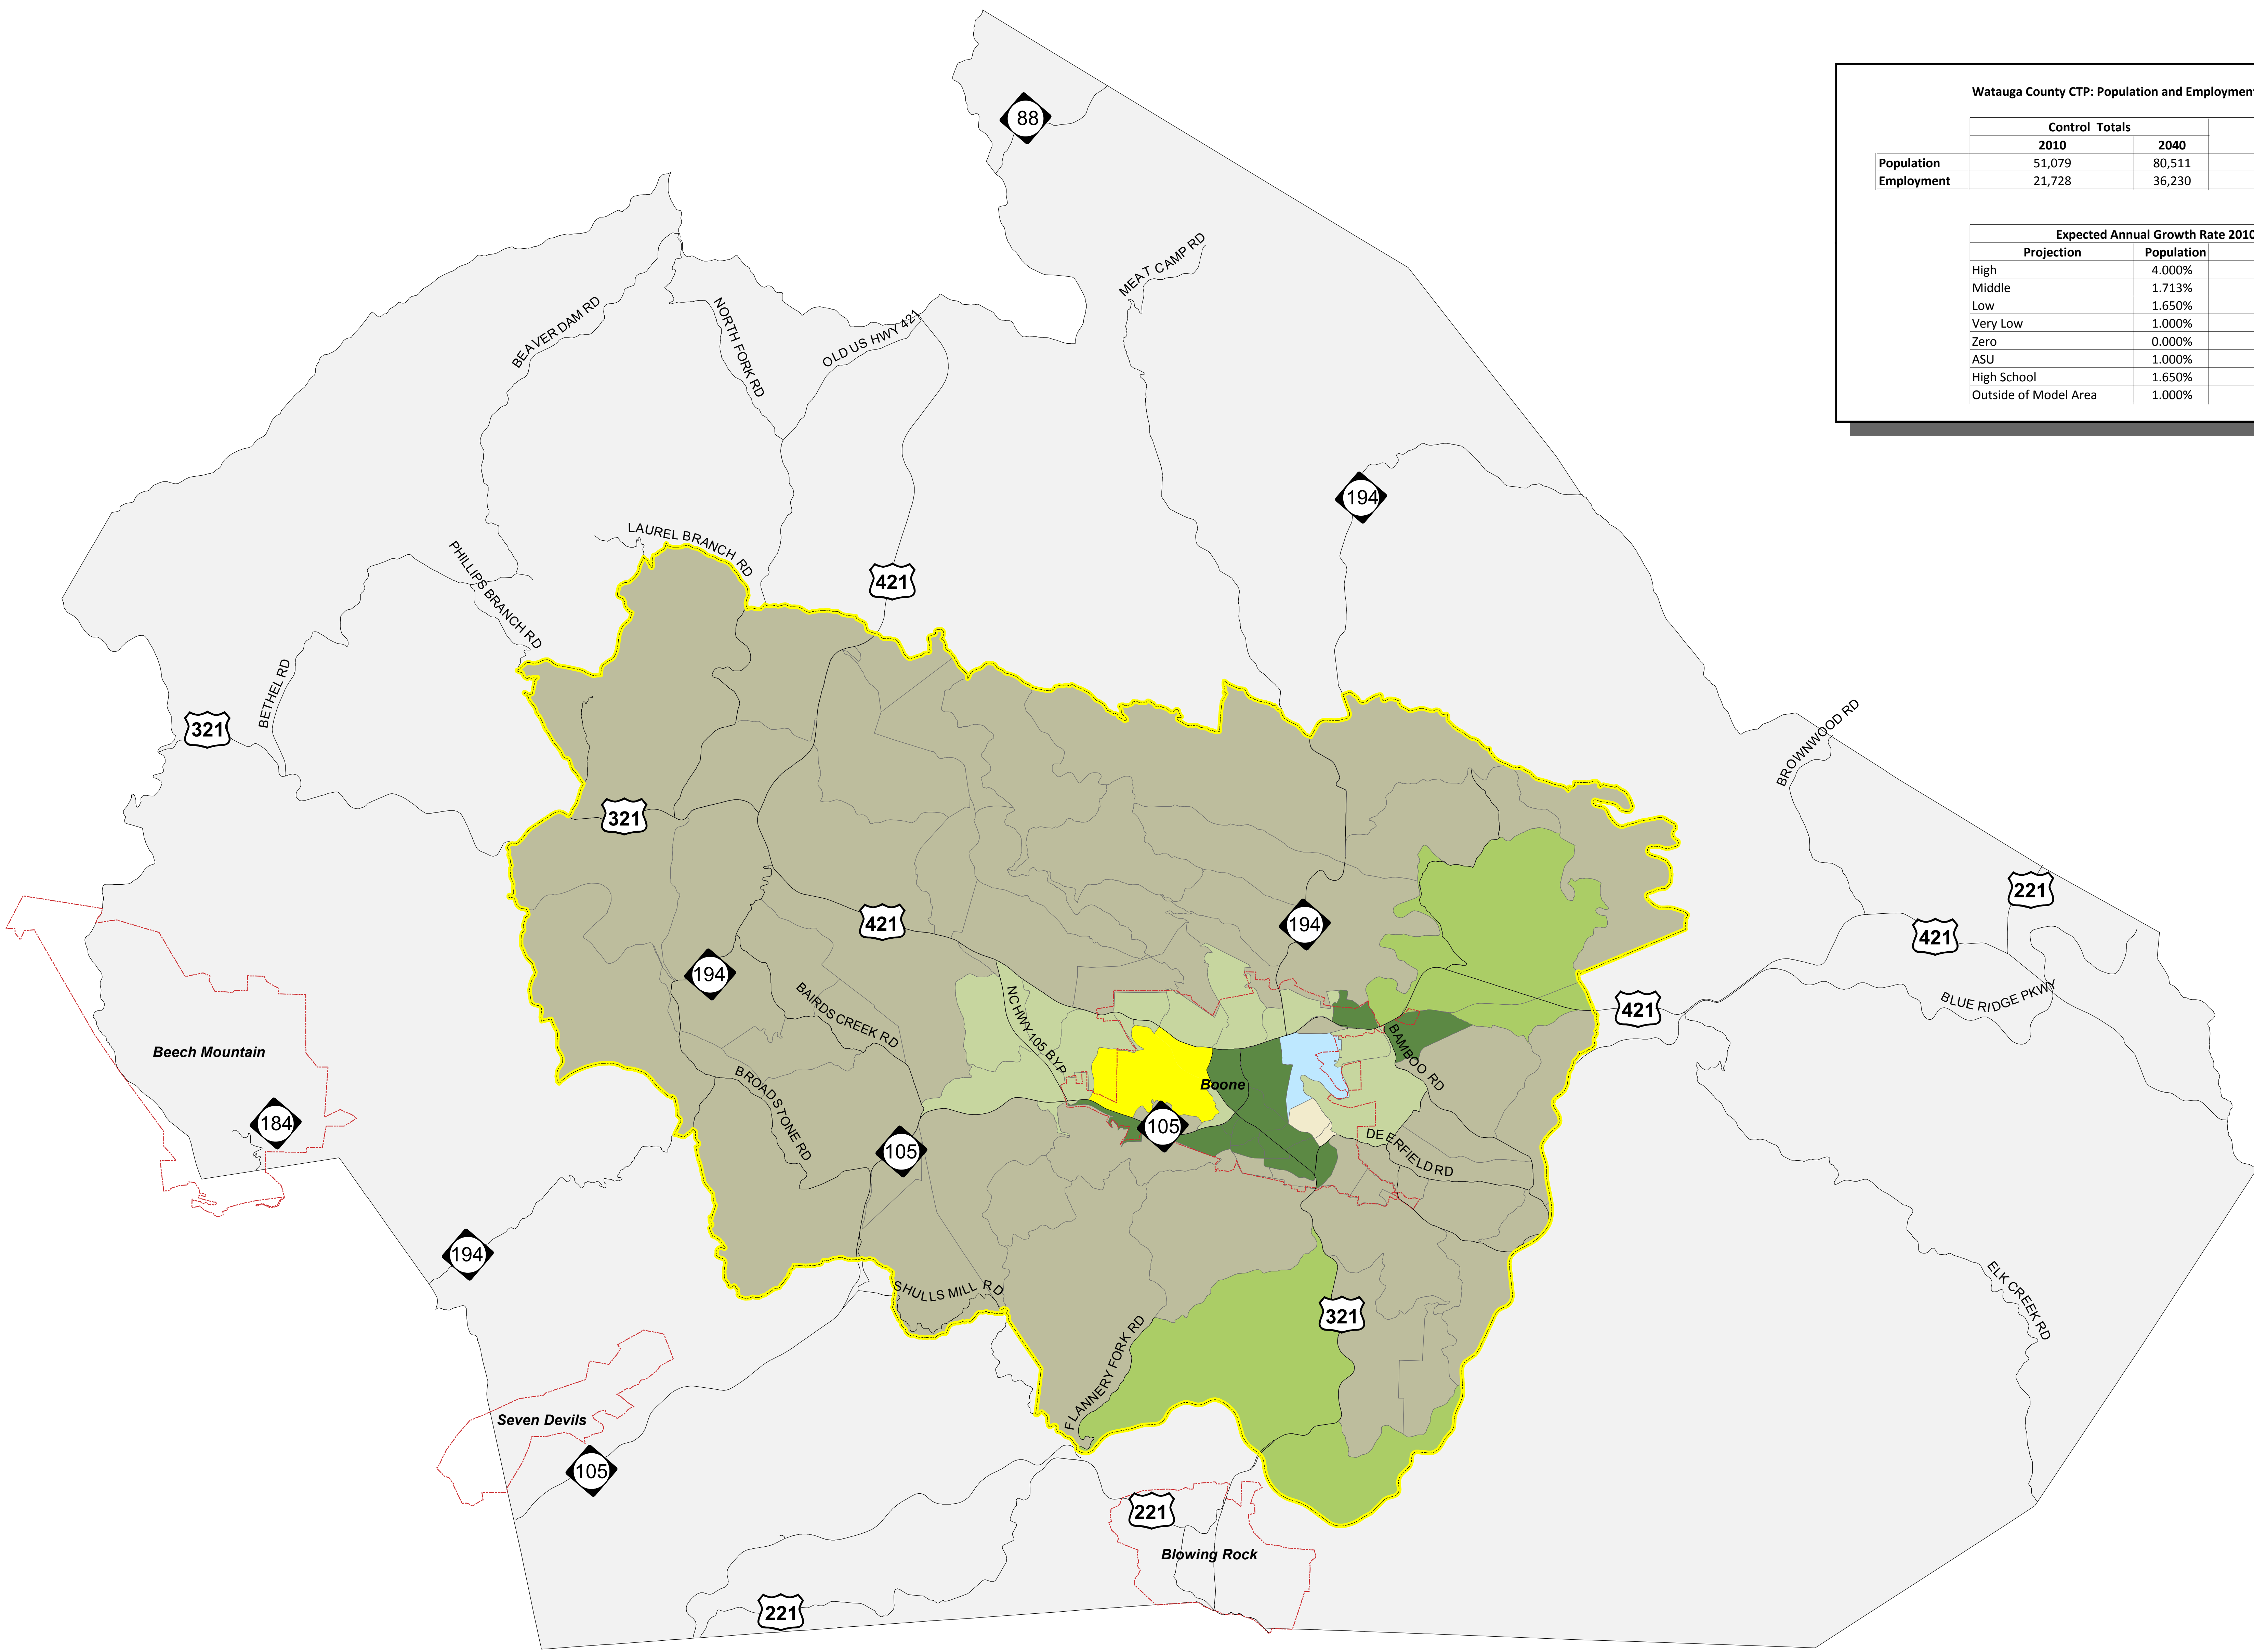 Watauga County CTP: Population and Employment
Control Totals
2010 2040
Population 51,079 80,511
Employment 21,728 36,230
Expected Annual Growth Rate 2010
Projection Population
High 4.000%
Middle 1.713%
Low 1.650%
Very Low 1.000%
Zero 0.000%
ASU 1.000%
High School 1.650%
Outside of Model Area 1.000%
88
MEAT CAMP RD
BEAVER DAM RD
NORTH FORK RD
OLD US HWY 421
194
LAUREL BRANCH RD
PHILLIPS BRANCH RD
421
BETHEL RD
321
BROWNWOOD RD
321
221
421
194
421
194
BLUE RIDGE PKWY
421
NC HWY 105 BYP
BAIRDS CREEK RD
BAMBOO RD
Beech Mountain
Boone
BROADSTONE RD
184
105
105
DEERFIELD RD
194
SHULLS MILL RD
ELK CREEK RD
321
FLANNERY FORK RD
Seven Devils
105
221
Blowing Rock
221